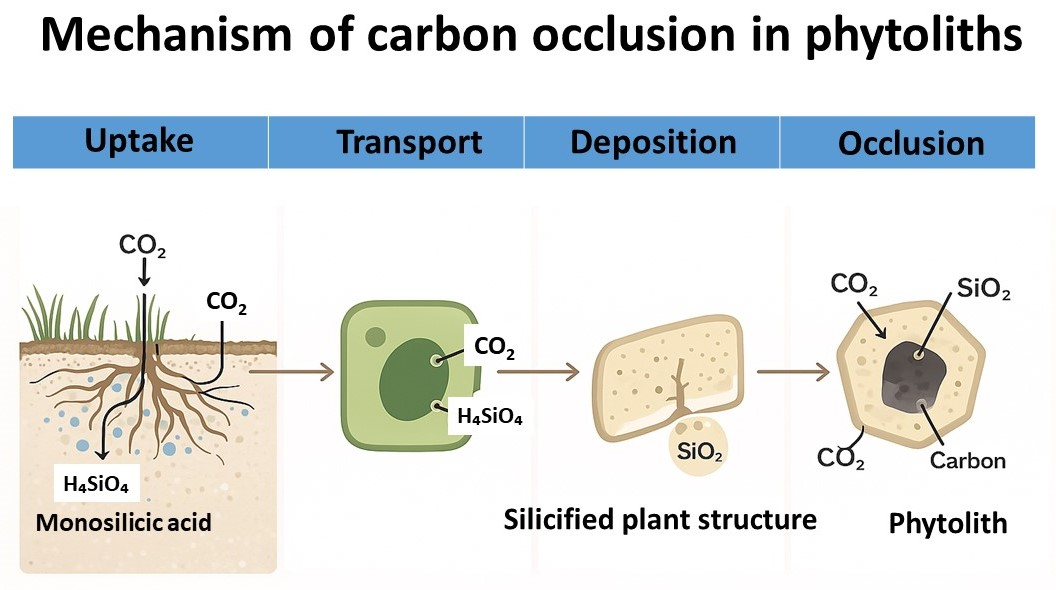 Mechanism of carbon occlusion in phytoliths
Uptake
Transport
Deposition
Occlusion
CO₂
CO₂
H₄SiO₄
Monosilicic acid
CO₂
H₄SiO₄
SiO₂
Silicified plant structure
CO₂
SiO₂
CO₂
Carbon
Phytolith